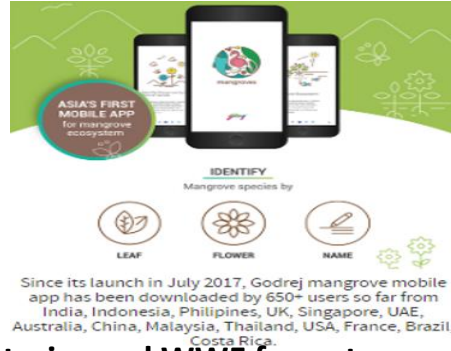 mangroves
ASIA'S FIRST
MOBILE APP
for mangrove
ecosystem
IDENTIFY
Mangrove species by
LEAF
FLOWER
NAME
Since its launch in July 2017, Godrej mangrove mobile
app has been downloaded by 650+ users so far from
India, Indonesia, Philipines, UK, Singapore, UAE,
Australia, China, Malaysia, Thailand, USA, France, Brazil
Costa Rica.
and WWF